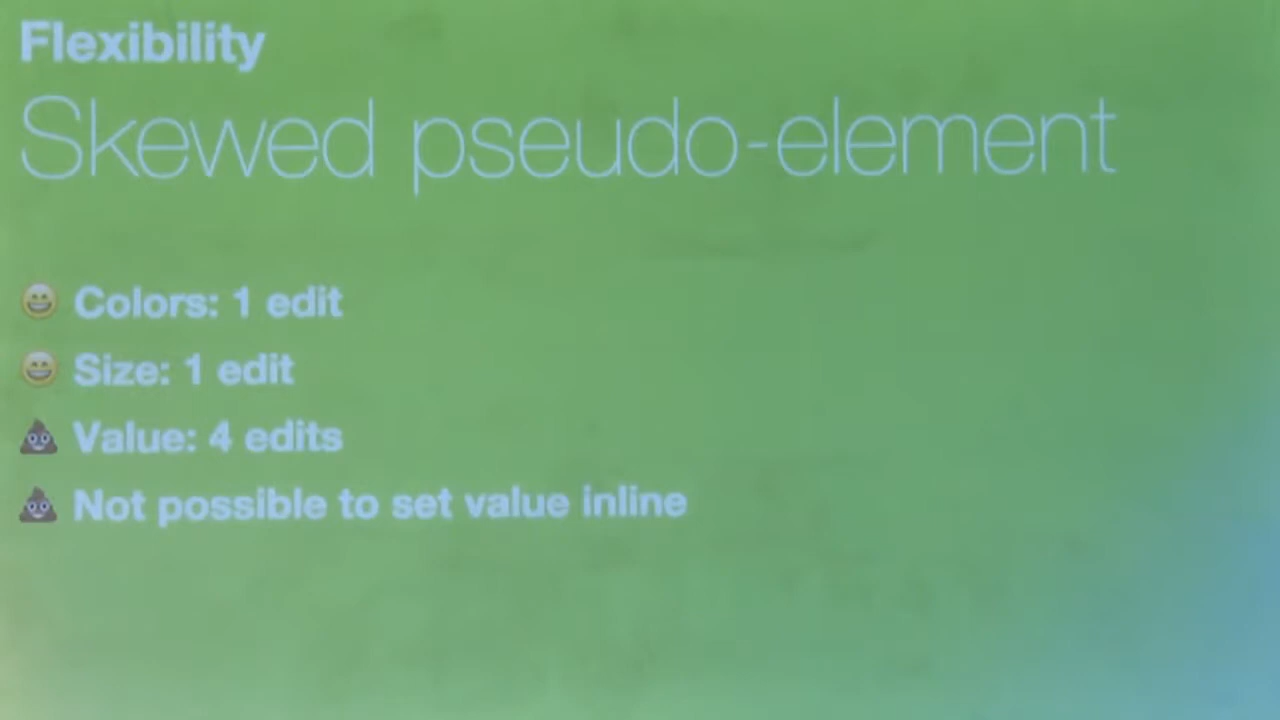 Flexibility
Skewed pseudo-element
😀 Colors: 1 edit
😀 Size: 1 edit
💩 Value: 4 edits
💩 Not possible to set value inline